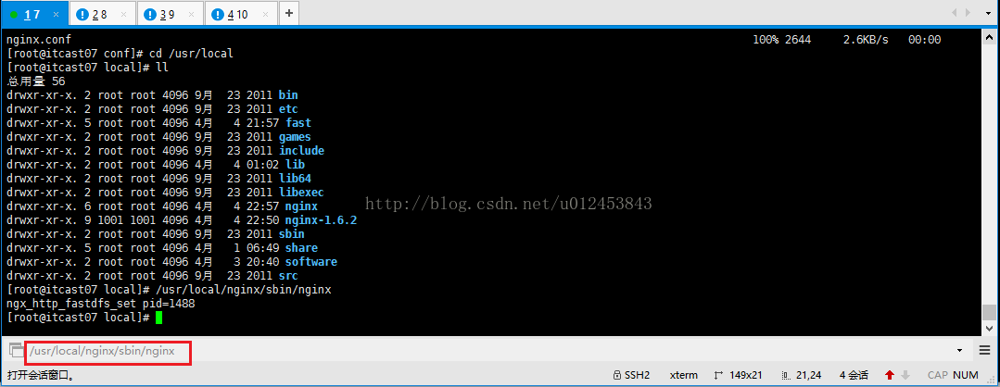 1 7 × 2 8 × 3 9 × 4 10 × +
nginx.conf 100% 2644 2.6KB/s 00:00
[root@itcast07 conf]# cd /usr/local
[root@itcast07 local]# ll
总用量 56
drwxr-xr-x. 2 root root 4096 9月 23 2011 bin
drwxr-xr-x. 2 root root 4096 9月 23 2011 etc
drwxr-xr-x. 5 root root 4096 4月 4 21:57 fast
drwxr-xr-x. 2 root root 4096 9月 23 2011 games
drwxr-xr-x. 2 root root 4096 9月 23 2011 include
drwxr-xr-x. 2 root root 4096 4月 4 01:02 lib
drwxr-xr-x. 2 root root 4096 9月 23 2011 lib64
drwxr-xr-x. 2 root root 4096 9月 23 2011 libexec
drwxr-xr-x. 6 root root 4096 4月 4 22:57 nginx
drwxr-xr-x. 9 1001 1001 4096 4月 4 22:50 nginx-1.6.2
drwxr-xr-x. 2 root root 4096 9月 23 2011 sbin
drwxr-xr-x. 5 root root 4096 4月 1 06:49 share
drwxr-xr-x. 2 root root 4096 4月 3 20:40 software
drwxr-xr-x. 2 root root 4096 9月 23 2011 src
[root@itcast07 local]# /usr/local/nginx/sbin/nginx
ngx_http_fastdfs_set pid=1488
[root@itcast07 local]#
http://blog.csdn.net/u012453843
/usr/local/nginx/sbin/nginx
打开会话窗口。 SSH2 xterm 149x21 21,24 4 会话 CAP NUM